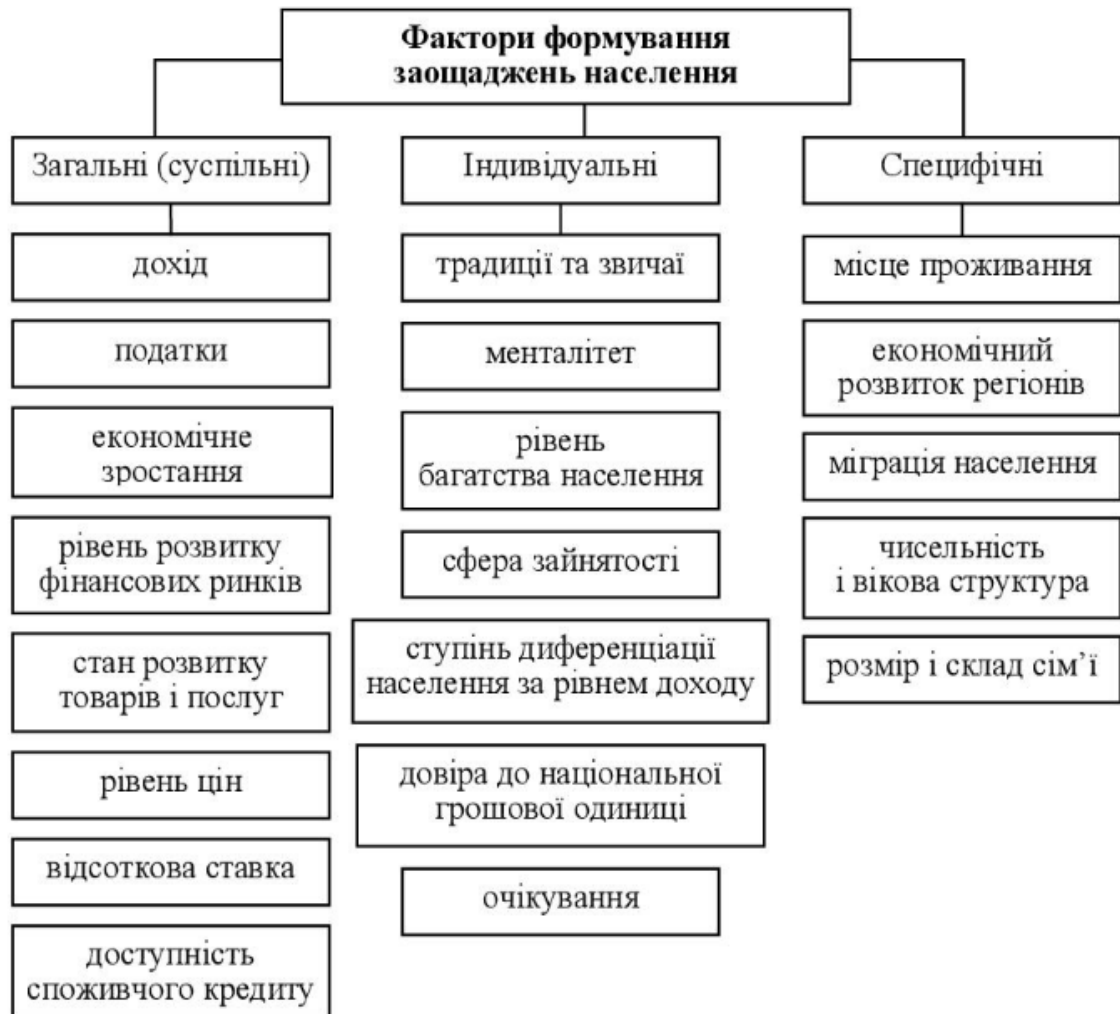 Фактори формування
заощаджень населення
Загальні (суспільні)
дохід
податки
економічне
зростання
рівень розвитку
фінансових ринків
стан розвитку
товарів і послуг
рівень цін
відсоткова ставка
доступність
споживчого кредиту
Індивідуальні
традиції та звичаї
менталітет
рівень
багатства населення
сфера зайнятості
ступінь диференціації
населення за рівнем доходу
довіра до національної
грошової одиниці
очікування
Специфічні
місце проживання
економічний
розвиток регіонів
міграція населення
чисельність
і вікова структура
розмір і склад сім’ї